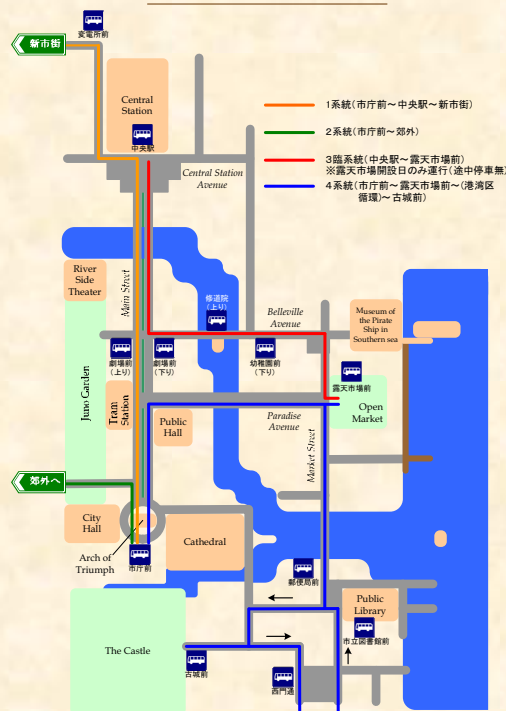 変電所前
新市街
Central
Station
中央駅
1系統(市庁前～中央駅～新市街)
2系統(市庁前～郊外)
3臨系統(中央駅～露天市場前)
※露天市場開設日のみ運行(途中停車無)
4系統(市庁前～露天市場前～(港湾区
循環)～古城前)
Central Station
Avenue
River
Side
Theater
Main Street
修道院
(上り)
Belleville
Avenue
Museum of
the Pirate
Ship in
Southern sea
劇場前
(上り)
劇場前
(下り)
幼稚園前
(下り)
露天市場前
Juno Garden
Tram
Station
Public
Hall
Paradise
Avenue
Open
Market
Market Street
郊外へ
City
Hall
Cathedral
Arch of
Triumph
市庁前
郵便局前
Public
Library
市立図書館前
The Castle
古城前
西門通